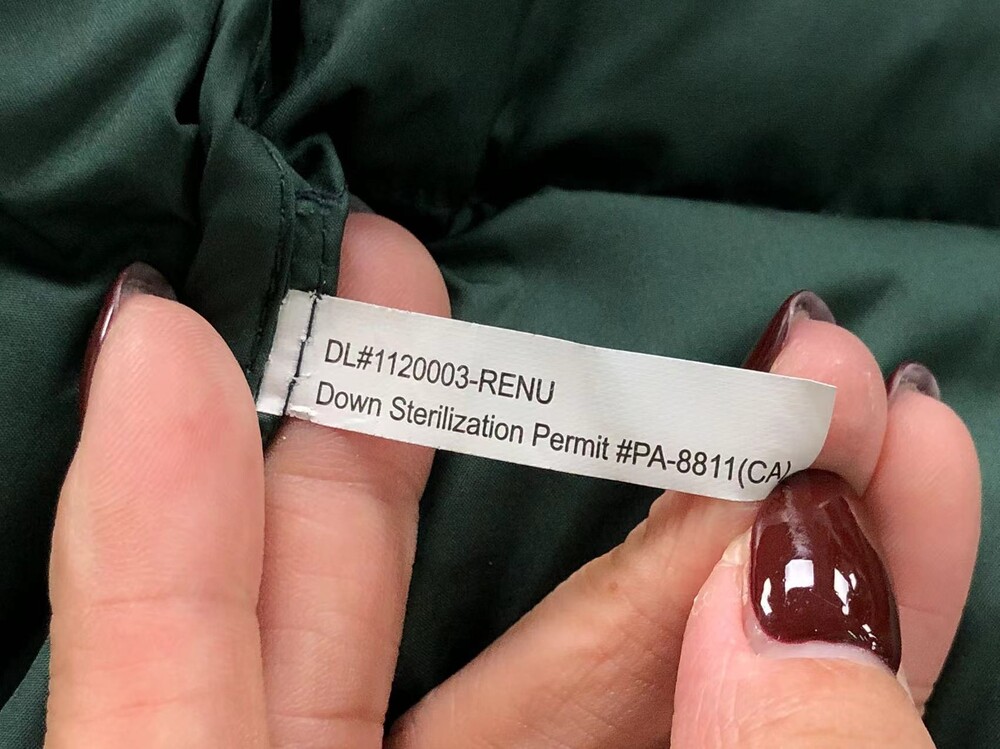 DL#1120003-RENU
Down Sterilization Permit #PA-8811(CA)